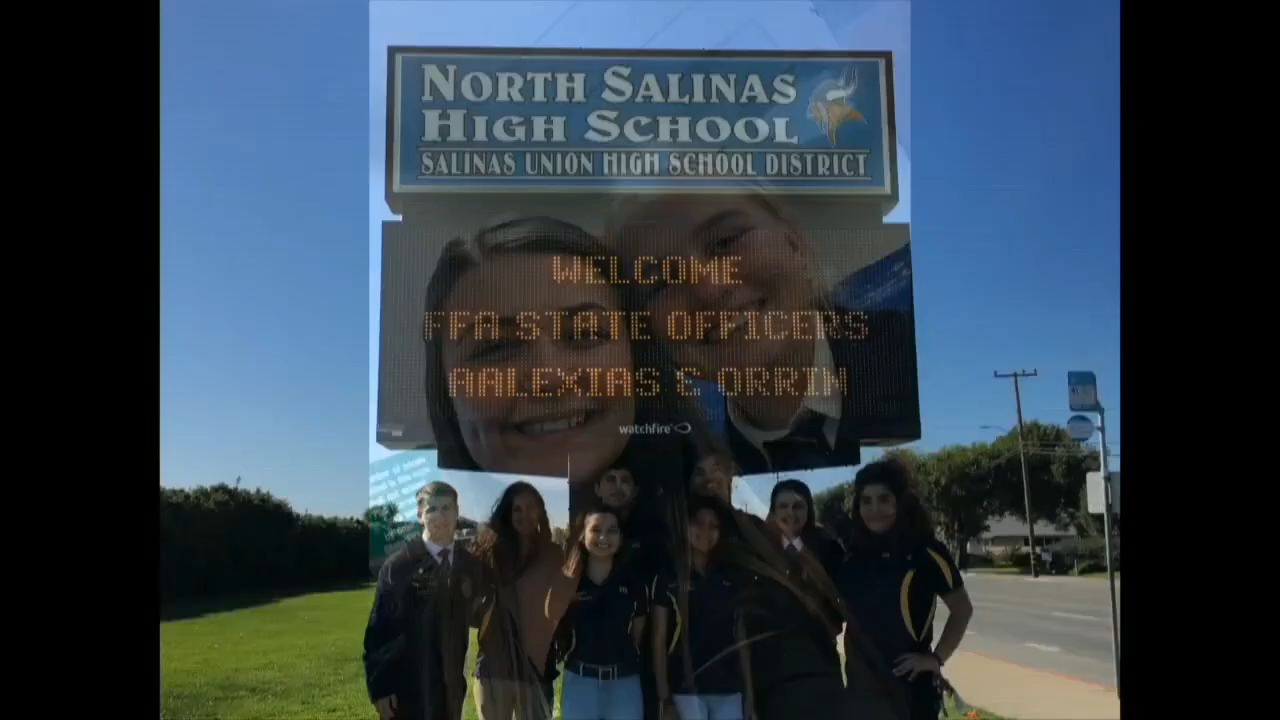 NORTH SALINAS
HIGH SCHOOL
SALINAS UNION HIGH SCHOOL DISTRICT
WELCOME
FFA STATE OFFICERS
AALEXIAS & ORRIN
watchfire